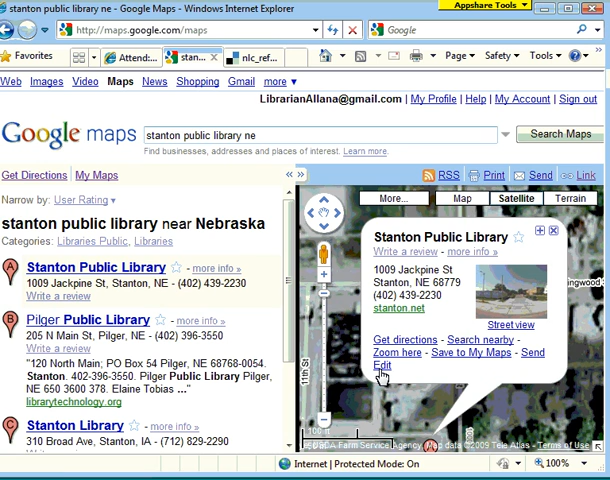 stanton public library ne - Google Maps - Windows Internet Explorer
Appshare Tools
http://maps.google.com/maps
Google
Favorites
Attend:...
stan...
nlc_ref...
Page
Safety
Tools
Web Images Video Maps News Shopping Gmail more
LibrarianAllana@gmail.com | My Profile | Help | My Account | Sign out
Google maps
stanton public library ne
Search Maps
Find businesses, addresses and places of interest. Learn more.
Get Directions My Maps
« »
RSS Print Send Link
Narrow by: User Rating
stanton public library near Nebraska
Categories: Libraries Public, Libraries
A
Stanton Public Library - more info »
1009 Jackpine St, Stanton, NE - (402) 439-2230
Write a review
B
Pilger Public Library - more info »
205 N Main St, Pilger, NE - (402) 396-3550
Write a review
"120 North Main; PO Box 54 Pilger, NE 68768-0054.
Stanton. 402-396-3550. Pilger Public Library Pilger,
NE 650 3600 378. Elaine Tobias ..."
librarytechnology.org
C
Stanton Library - more info »
310 Broad Ave, Stanton, IA - (712) 829-2290
More... Map Satellite Terrain
Stanton Public Library
Write a review - more info »
1009 Jackpine St
Stanton, NE 68779
(402) 439-2230
stanton.net
Street view
Get directions - Search nearby -
Zoom here - Save to My Maps - Send
Edit
11th St
100 ft
Farm Service Agency, Map data ©2009 Tele Atlas - Terms of Use
Internet | Protected Mode: On
100%